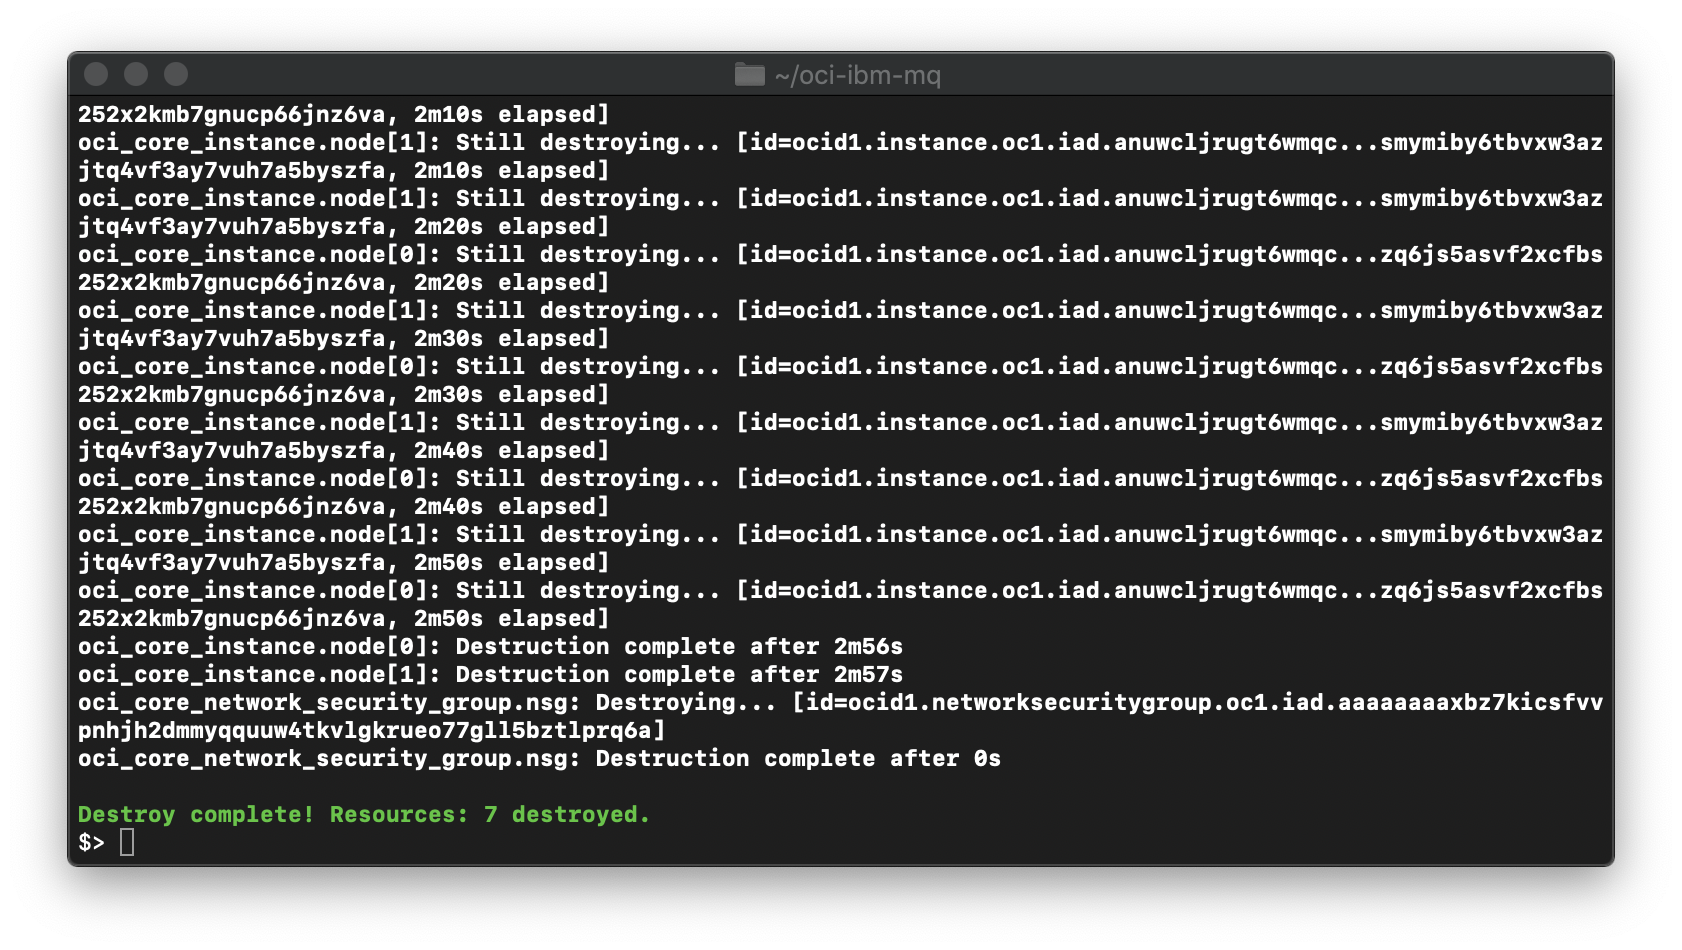 ~/oci-ibm-mq
252x2kmb7gnucp66jnz6va, 2m10s elapsed]
oci_core_instance.node[1]: Still destroying... [id=ocid1.instance.oc1.iad.anuwcljrugt6wmqc...smymiby6tbvxw3az
jtq4vf3ay7vuh7a5byszfa, 2m10s elapsed]
oci_core_instance.node[1]: Still destroying... [id=ocid1.instance.oc1.iad.anuwcljrugt6wmqc...smymiby6tbvxw3az
jtq4vf3ay7vuh7a5byszfa, 2m20s elapsed]
oci_core_instance.node[0]: Still destroying... [id=ocid1.instance.oc1.iad.anuwcljrugt6wmqc...zq6js5asvf2xcfbs
252x2kmb7gnucp66jnz6va, 2m20s elapsed]
oci_core_instance.node[1]: Still destroying... [id=ocid1.instance.oc1.iad.anuwcljrugt6wmqc...smymiby6tbvxw3az
jtq4vf3ay7vuh7a5byszfa, 2m30s elapsed]
oci_core_instance.node[0]: Still destroying... [id=ocid1.instance.oc1.iad.anuwcljrugt6wmqc...zq6js5asvf2xcfbs
252x2kmb7gnucp66jnz6va, 2m30s elapsed]
oci_core_instance.node[1]: Still destroying... [id=ocid1.instance.oc1.iad.anuwcljrugt6wmqc...smymiby6tbvxw3az
jtq4vf3ay7vuh7a5byszfa, 2m40s elapsed]
oci_core_instance.node[0]: Still destroying... [id=ocid1.instance.oc1.iad.anuwcljrugt6wmqc...zq6js5asvf2xcfbs
252x2kmb7gnucp66jnz6va, 2m40s elapsed]
oci_core_instance.node[1]: Still destroying... [id=ocid1.instance.oc1.iad.anuwcljrugt6wmqc...smymiby6tbvxw3az
jtq4vf3ay7vuh7a5byszfa, 2m50s elapsed]
oci_core_instance.node[0]: Still destroying... [id=ocid1.instance.oc1.iad.anuwcljrugt6wmqc...zq6js5asvf2xcfbs
252x2kmb7gnucp66jnz6va, 2m50s elapsed]
oci_core_instance.node[0]: Destruction complete after 2m56s
oci_core_instance.node[1]: Destruction complete after 2m57s
oci_core_network_security_group.nsg: Destroying... [id=ocid1.networksecuritygroup.oc1.iad.aaaaaaaaxbz7kicsfvv
pnhjh2dmmyqquuw4tkvlgkrueo77gll5bztlprq6a]
oci_core_network_security_group.nsg: Destruction complete after 0s
Destroy complete! Resources: 7 destroyed.
$>